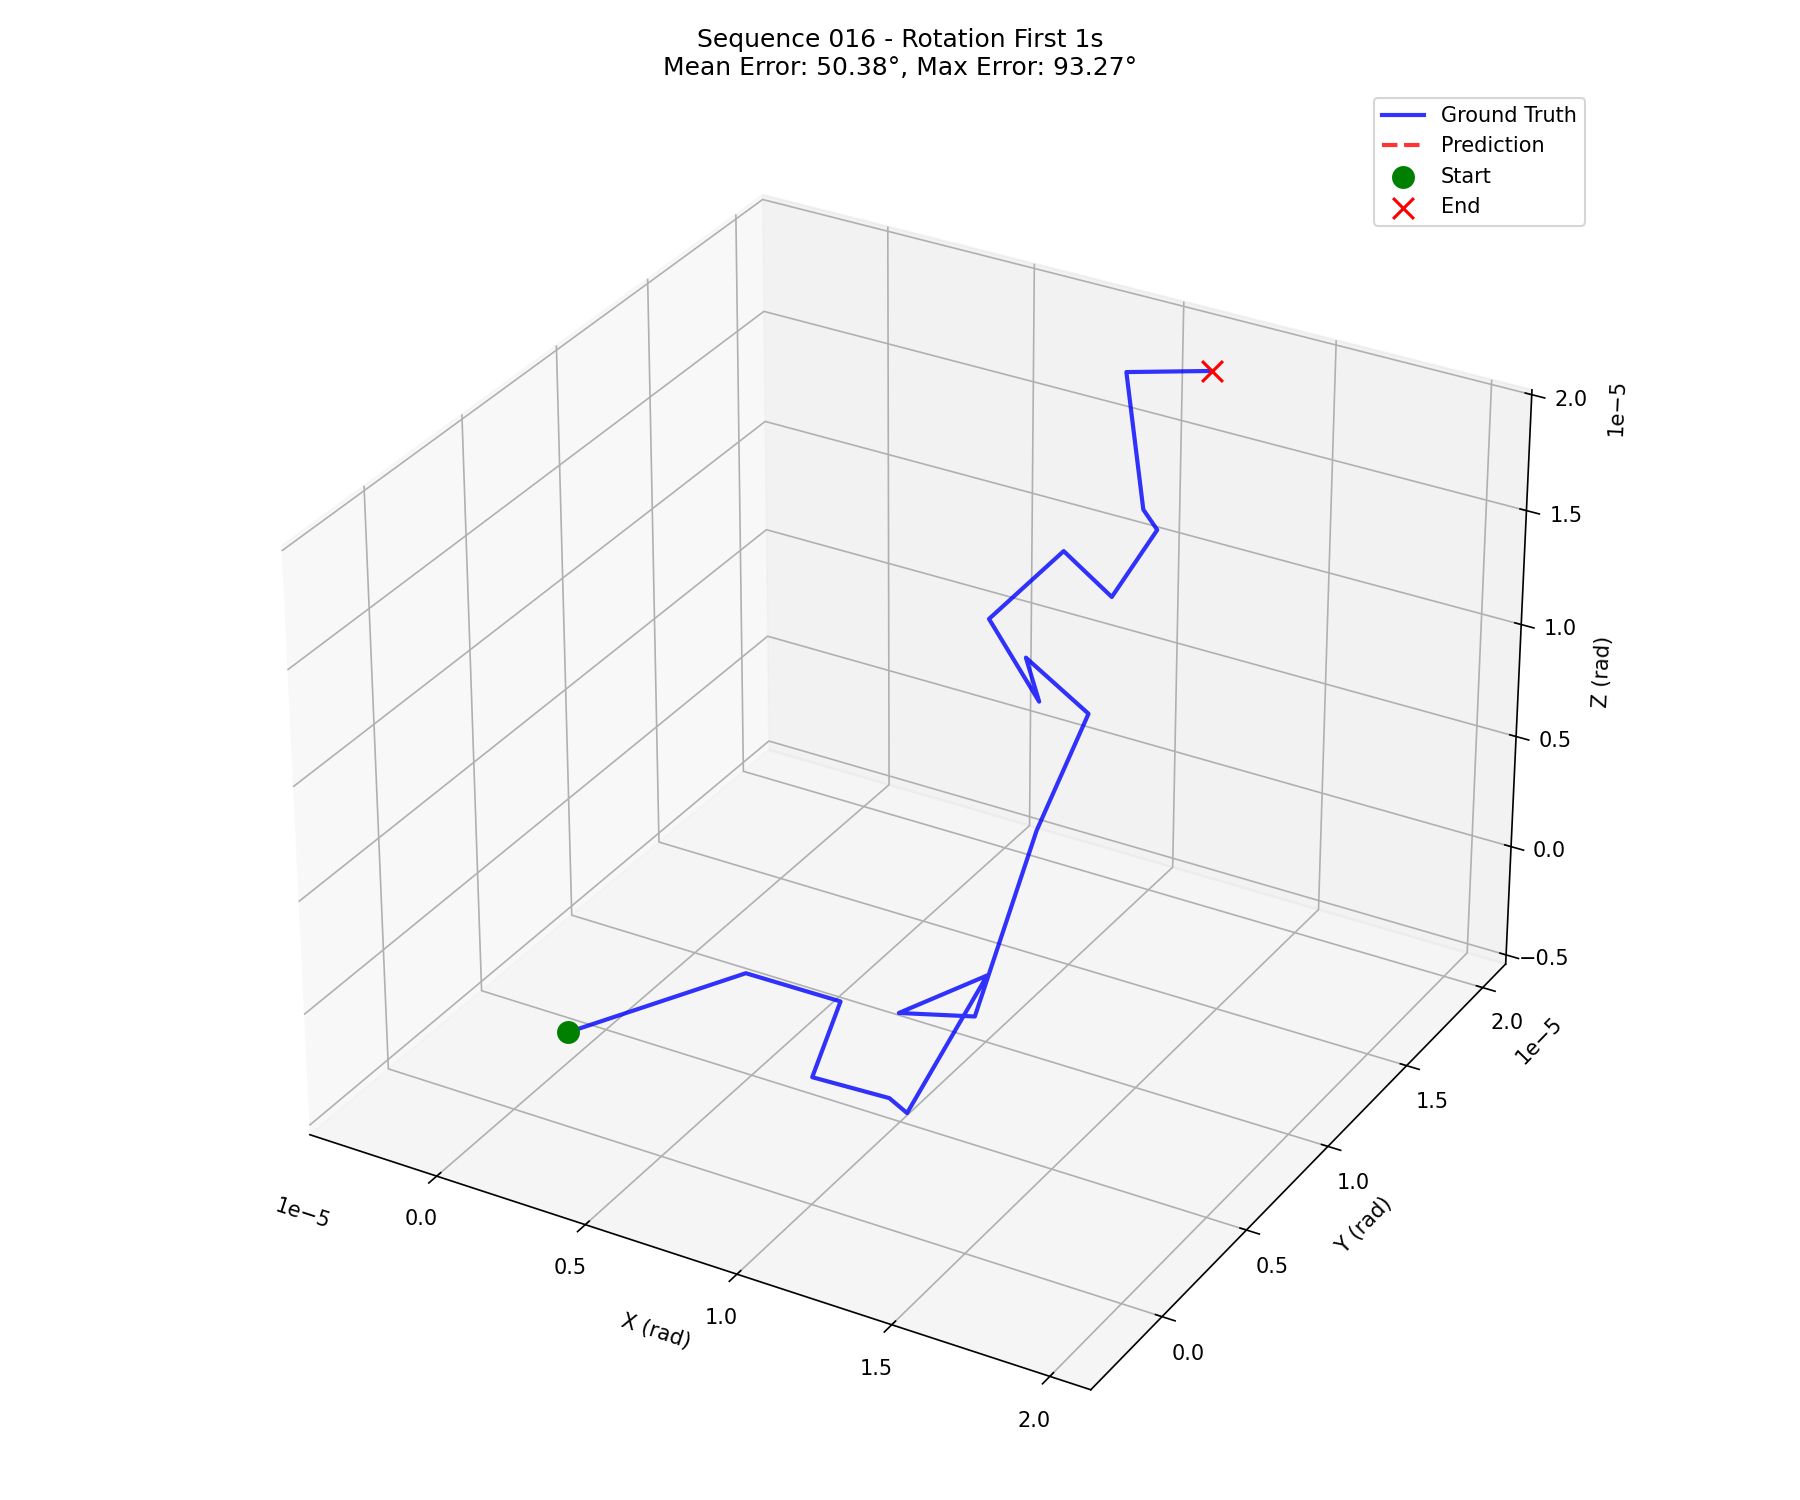 Sequence 016 - Rotation First 1s
Mean Error: 50.38°, Max Error: 93.27°
Ground Truth
Prediction
Start
End
2.0
1e−5
1.5
1.0
Z (rad)
0.5
0.0
−0.5
2.0
1e−5
1.5
1.0
Y (rad)
0.5
0.0
1e−5
0.0
0.5
X (rad)
1.0
1.5
2.0